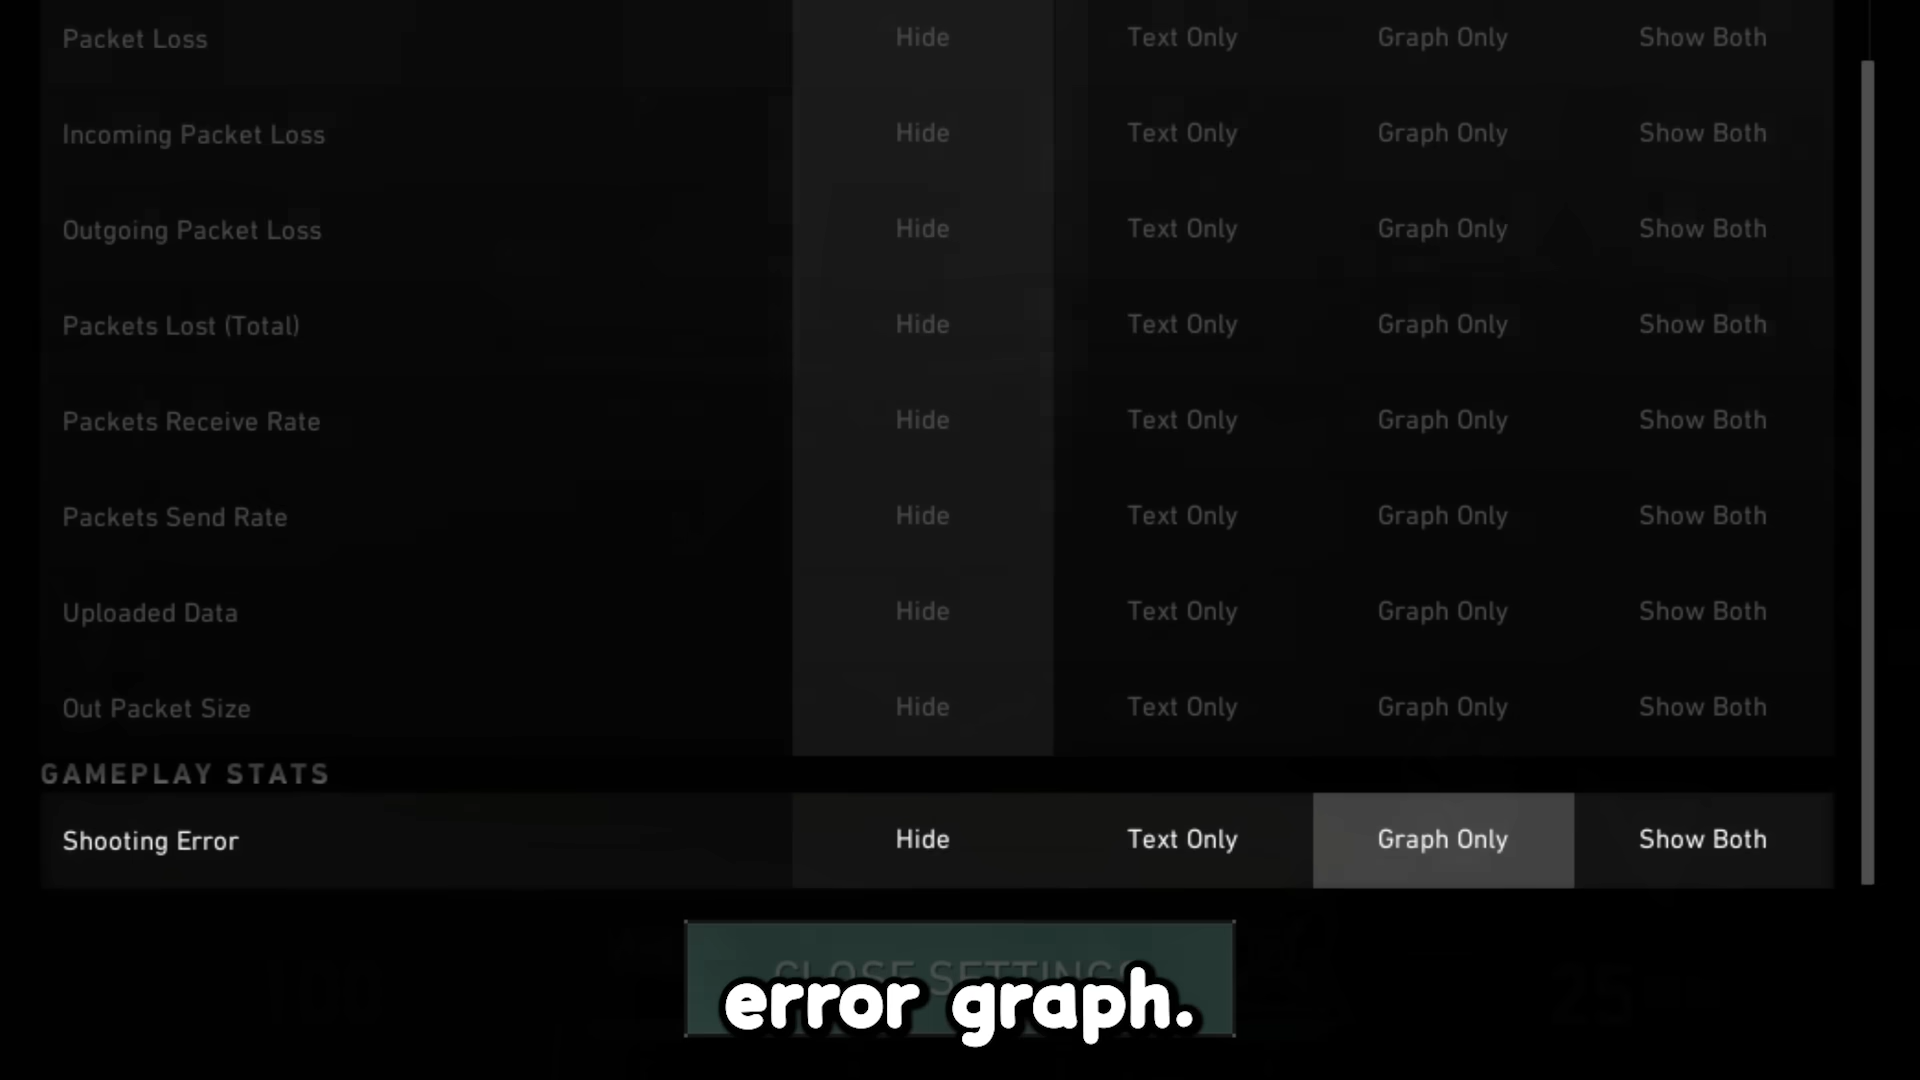 Packet Loss Hide Text Only Graph Only Show Both
Incoming Packet Loss Hide Text Only Graph Only Show Both
Outgoing Packet Loss Hide Text Only Graph Only Show Both
Packets Lost (Total) Hide Text Only Graph Only Show Both
Packets Receive Rate Hide Text Only Graph Only Show Both
Packets Send Rate Hide Text Only Graph Only Show Both
Uploaded Data Hide Text Only Graph Only Show Both
Out Packet Size Hide Text Only Graph Only Show Both
GAMEPLAY STATS
Shooting Error Hide Text Only Graph Only Show Both
CLOSE SETTINGS
error graph.